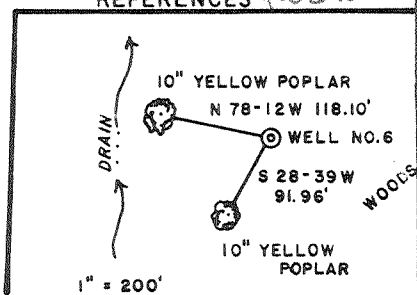 REFERENCES
10" YELLOW POPLAR
N 78-12W 118.10'
WELL NO.6
DRAIN
S 28-39W
91.96'
WOODS
10" YELLOW
POPLAR
1" = 200'